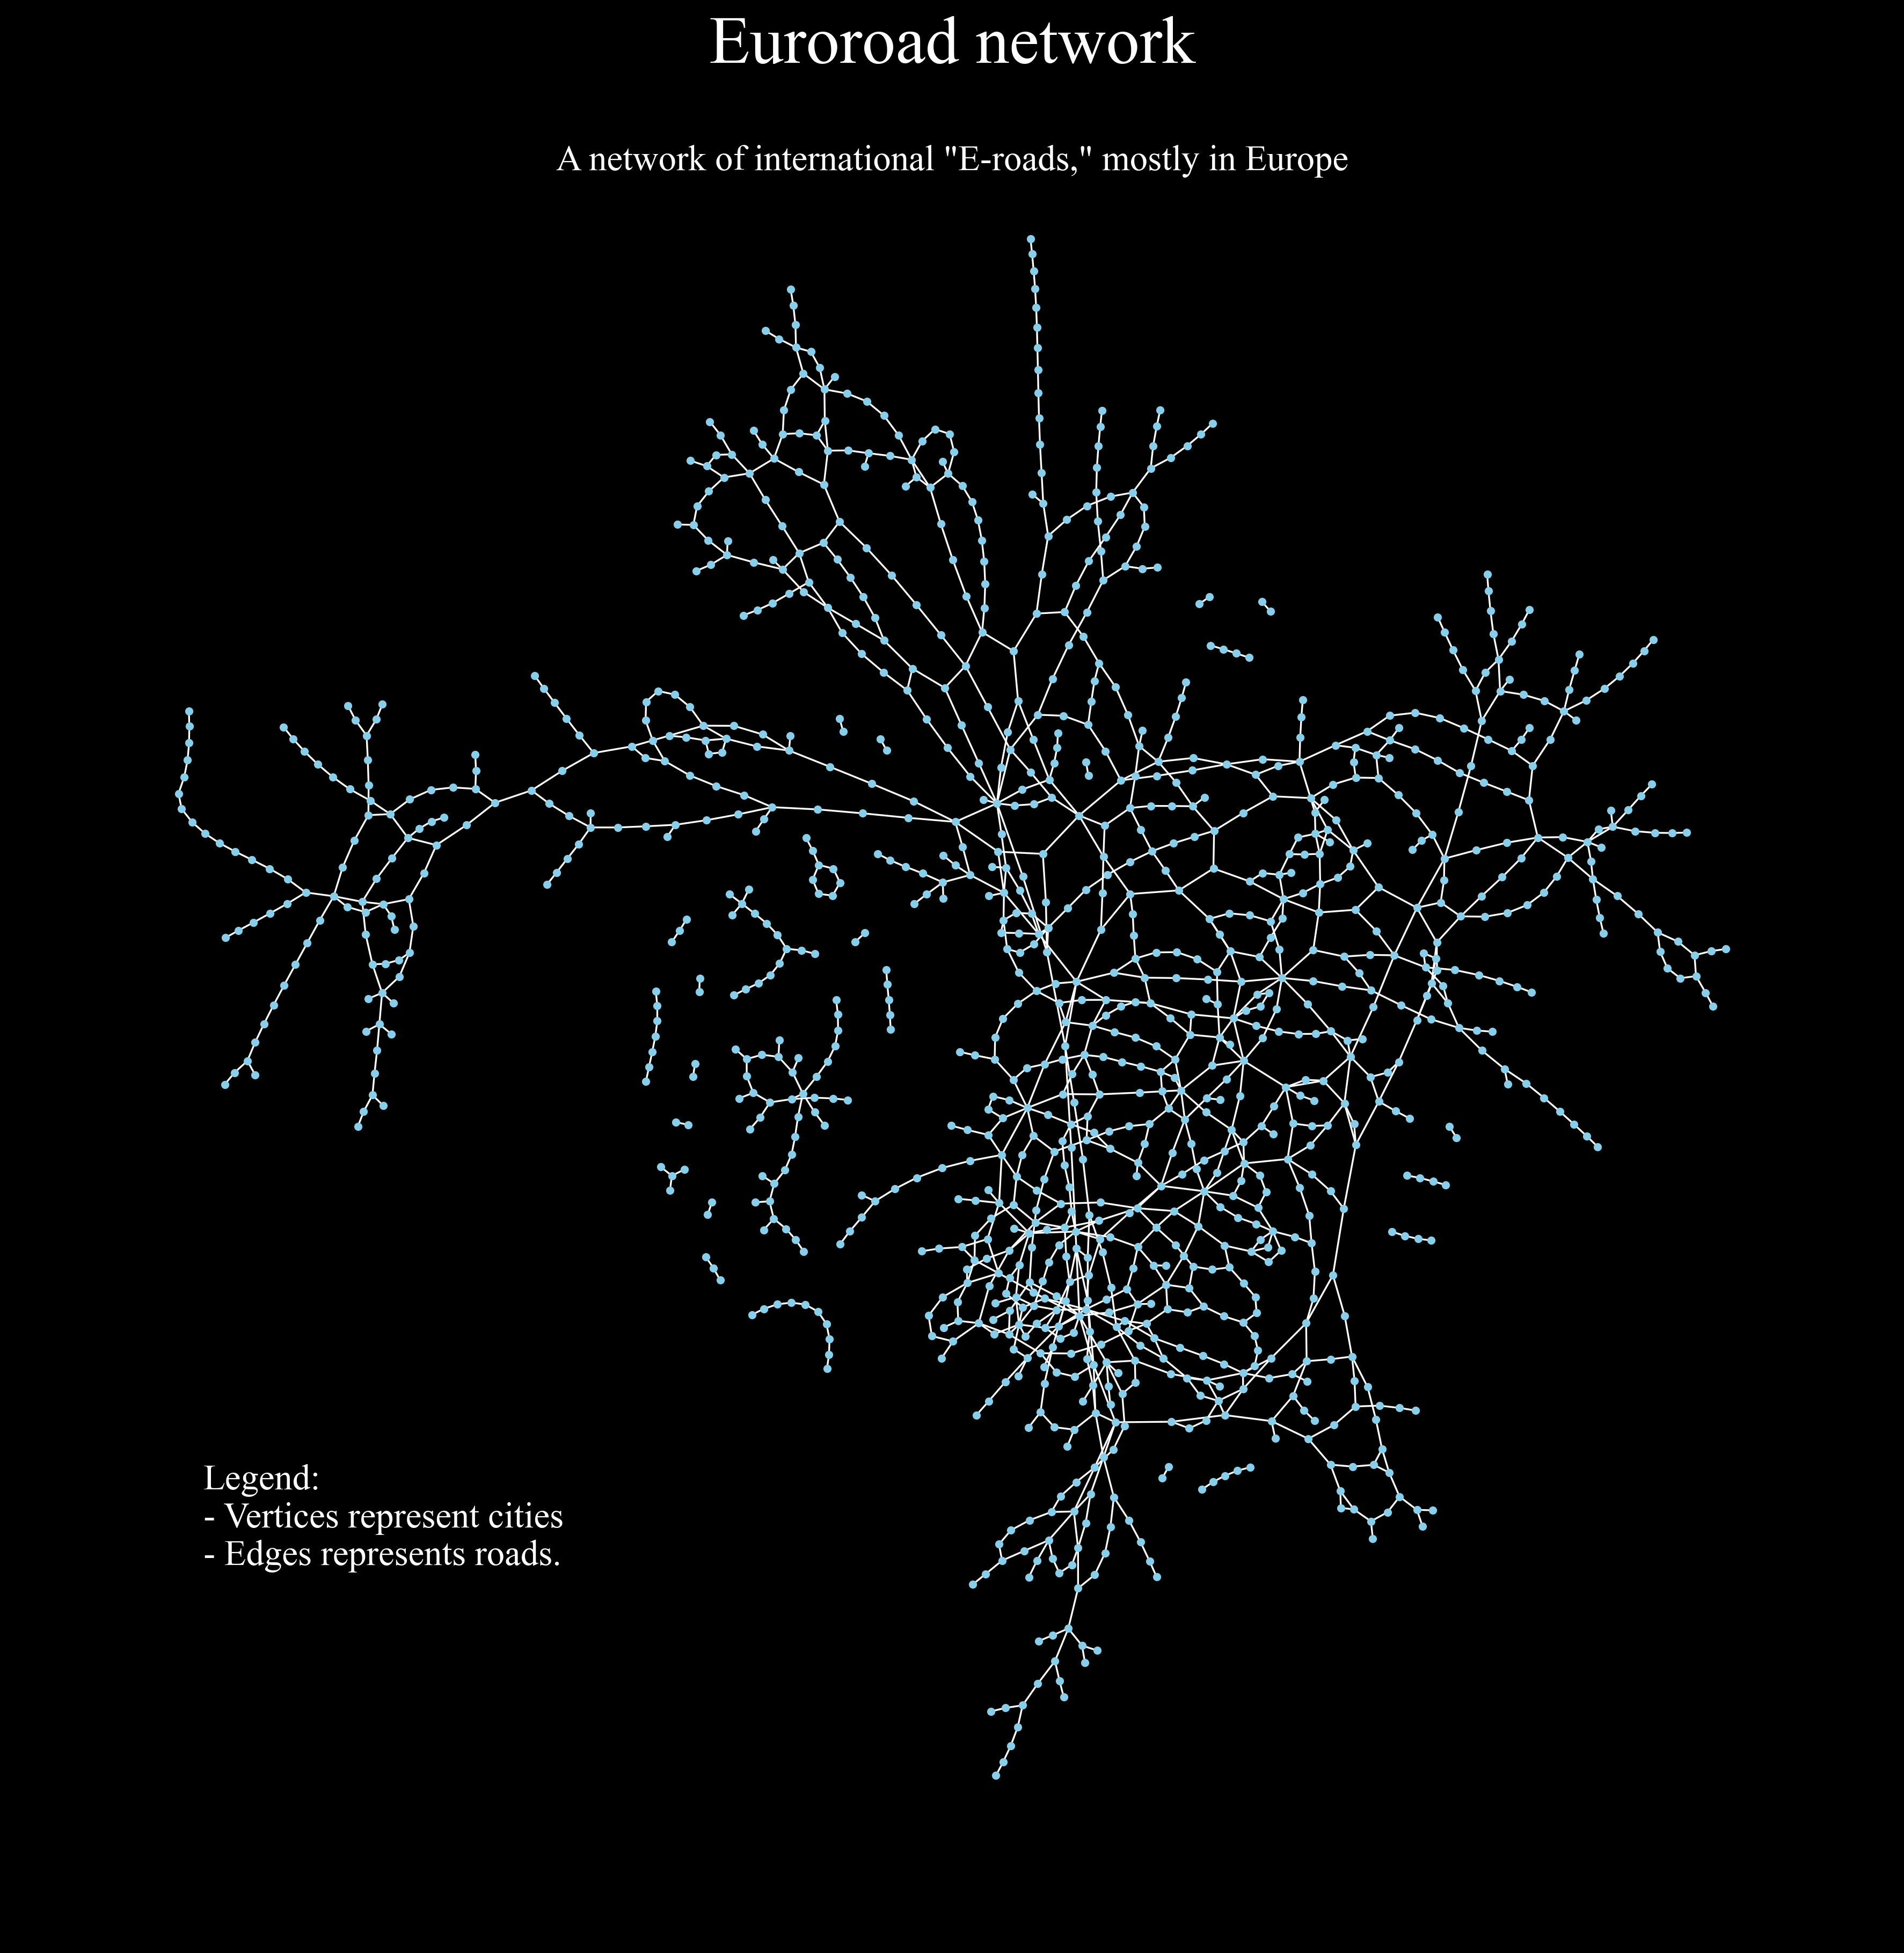 Euroroad network
A network of international "E-roads," mostly in Europe
Legend:
- Vertices represent cities
- Edges represents roads.